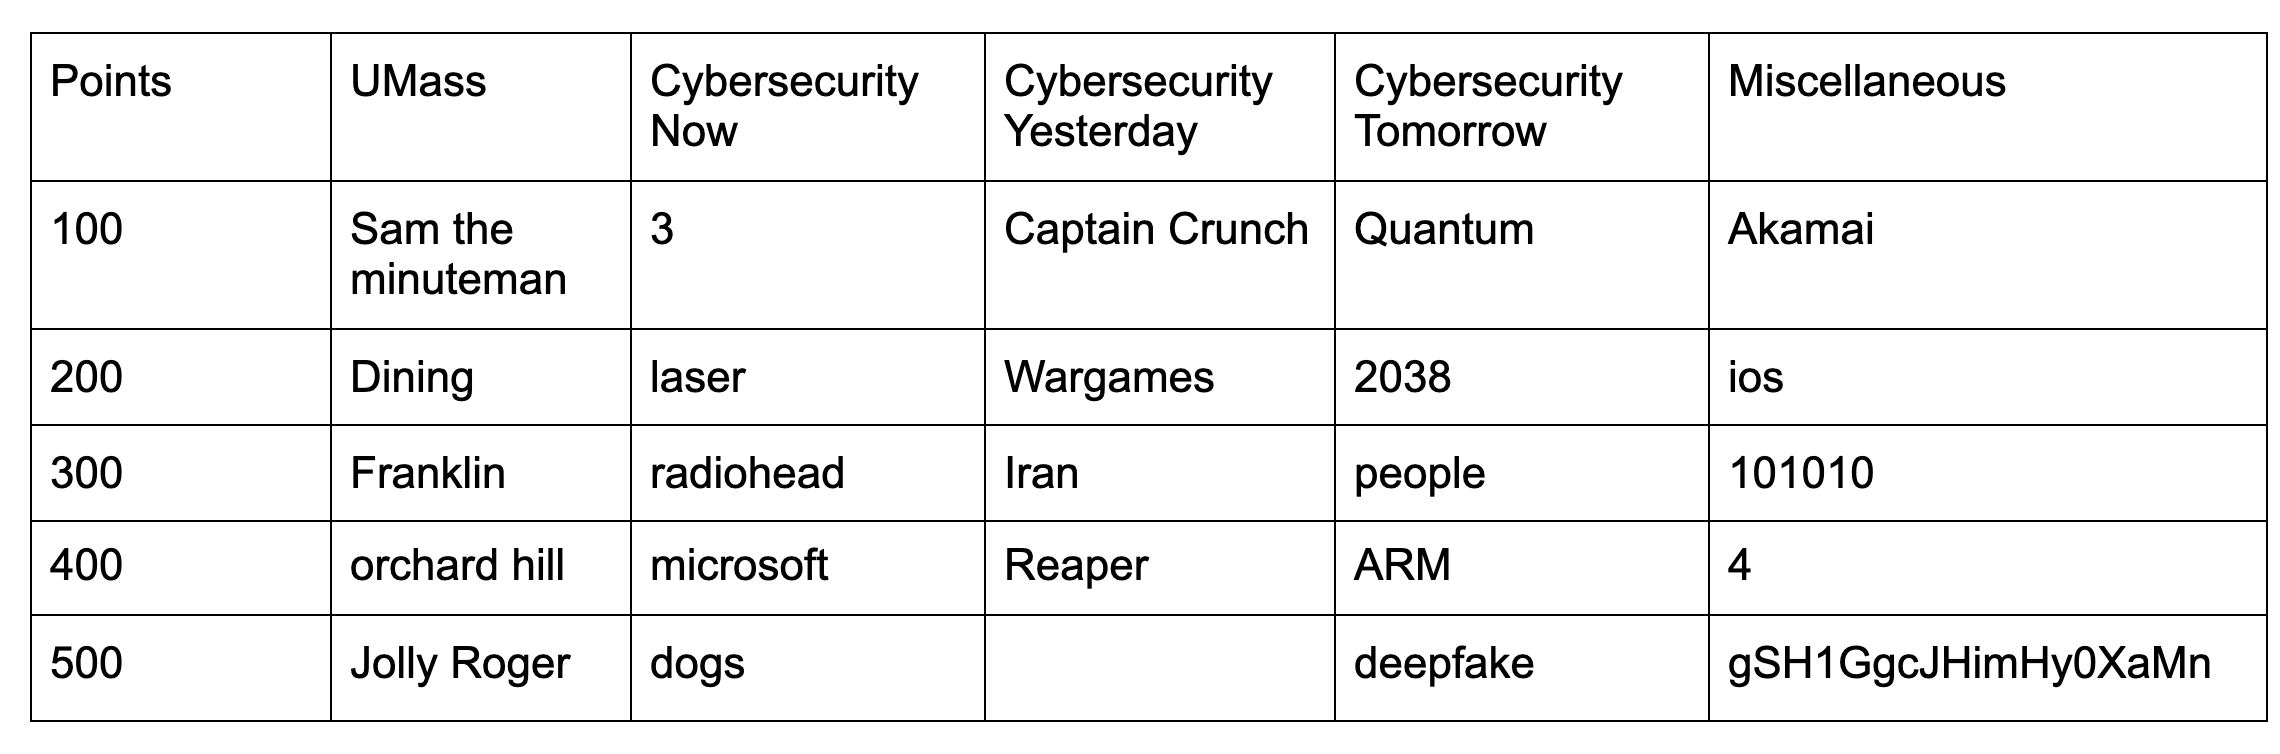 Points UMass Cybersecurity Now Cybersecurity Yesterday Cybersecurity Tomorrow Miscellaneous
100 Sam the minuteman 3 Captain Crunch Quantum Akamai
200 Dining laser Wargames 2038 ios
300 Franklin radiohead Iran people 101010
400 orchard hill microsoft Reaper ARM 4
500 Jolly Roger dogs deepfake gSH1GgcJHimHy0XaMn